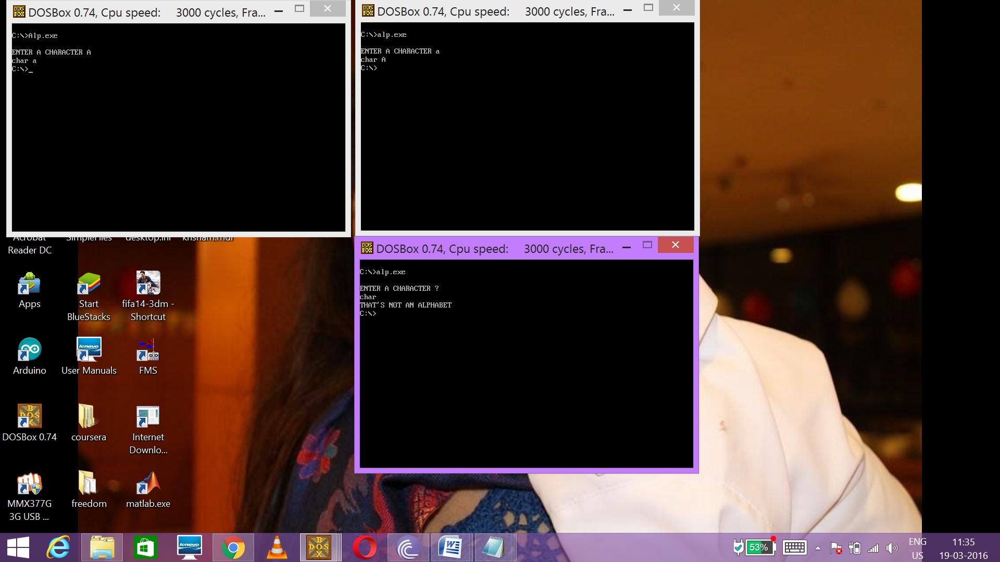 DOSBox 0.74, Cpu speed: 3000 cycles, Fra...
C:\>Alp.exe
ENTER A CHARACTER A
char a
C:\>_
DOSBox 0.74, Cpu speed: 3000 cycles, Fra...
C:\>alp.exe
ENTER A CHARACTER a
char A
C:\>
DOSBox 0.74, Cpu speed: 3000 cycles, Fra...
C:\>alp.exe
ENTER A CHARACTER ?
char
THAT'S NOT AN ALPHABET
C:\>
Acrobat
Reader DC
SimpleFiles
desktop.ini
Apps
Start
BlueStacks
fifa14-3dm -
Shortcut
Arduino
User Manuals
FMS
DOSBox 0.74
coursera
Internet
Downlo...
MMX377G
3G USB ...
freedom
matlab.exe
53%
ENG
US
11:35
19-03-2016